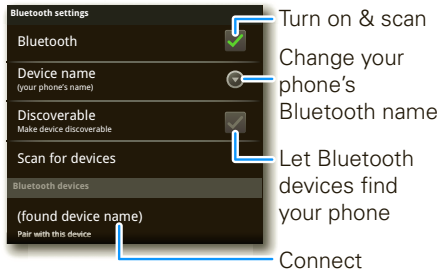 Bluetooth settings
Bluetooth
Device name
(your phone's name)
Discoverable
Make device discoverable
Scan for devices
Bluetooth devices
(found device name)
Pair with this device
Turn on & scan
Change your
phone's
Bluetooth name
Let Bluetooth
devices find
your phone
Connect